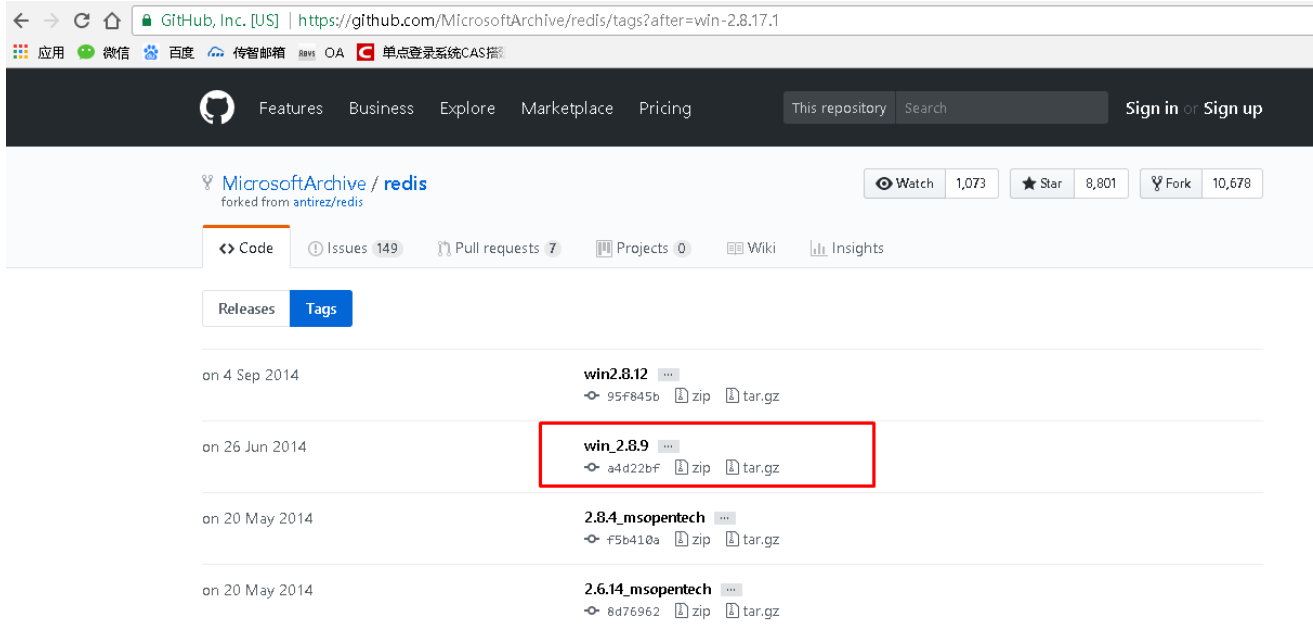 GitHub, Inc. [US] | https://github.com/MicrosoftArchive/redis/tags?after=win-2.8.17.1
应用 微信 百度 传智邮箱 OA 单点登录系统CAS搭
Features Business Explore Marketplace Pricing This repository Search Sign in or Sign up
MicrosoftArchive / redis
forked from antirez/redis
Watch 1,073 Star 8,801 Fork 10,678
Code Issues 149 Pull requests 7 Projects 0 Wiki Insights
Releases Tags
on 4 Sep 2014 win2.8.12 ...
95f845b zip tar.gz
on 26 Jun 2014 win_2.8.9 ...
a4d22bf zip tar.gz
on 20 May 2014 2.8.4_msopentech ...
f5b410a zip tar.gz
on 20 May 2014 2.6.14_msopentech ...
8d76962 zip tar.gz